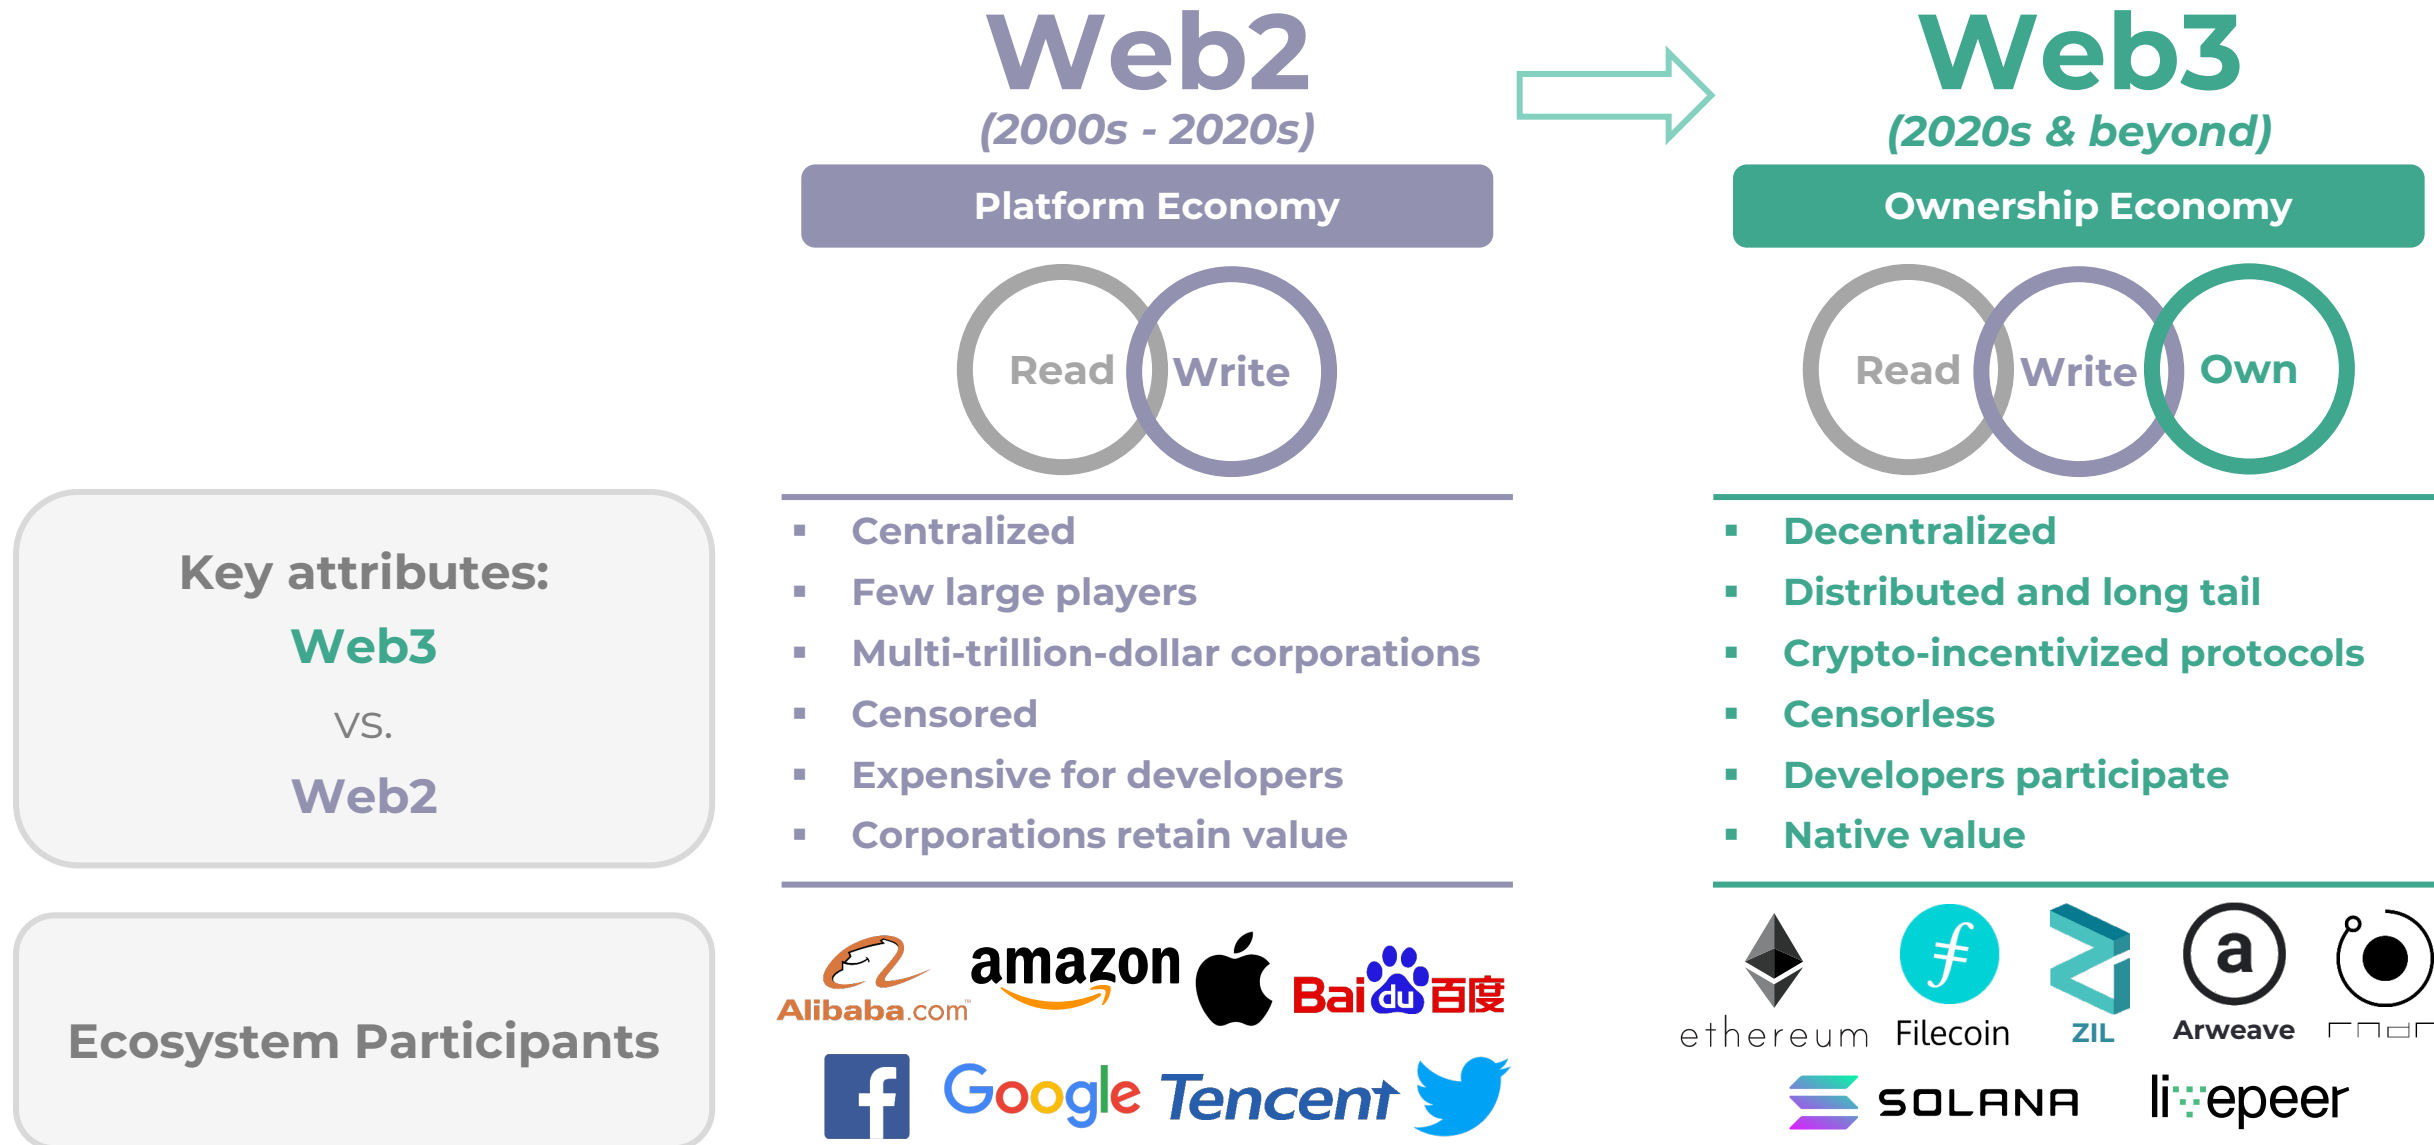 Web2
(2000s - 2020s)
Platform Economy
Read Write
Web3
(2020s & beyond)
Ownership Economy
Read Write Own
Key attributes:
Web3
vs.
Web2
▪ Centralized
▪ Few large players
▪ Multi-trillion-dollar corporations
▪ Censored
▪ Expensive for developers
▪ Corporations retain value
▪ Decentralized
▪ Distributed and long tail
▪ Crypto-incentivized protocols
▪ Censorless
▪ Developers participate
▪ Native value
Ecosystem Participants
Alibaba.com™
amazon
Bai du 百度
f
Google
Tencent
ethereum
Filecoin
ZIL
a
Arweave
SOLANA
livepeer